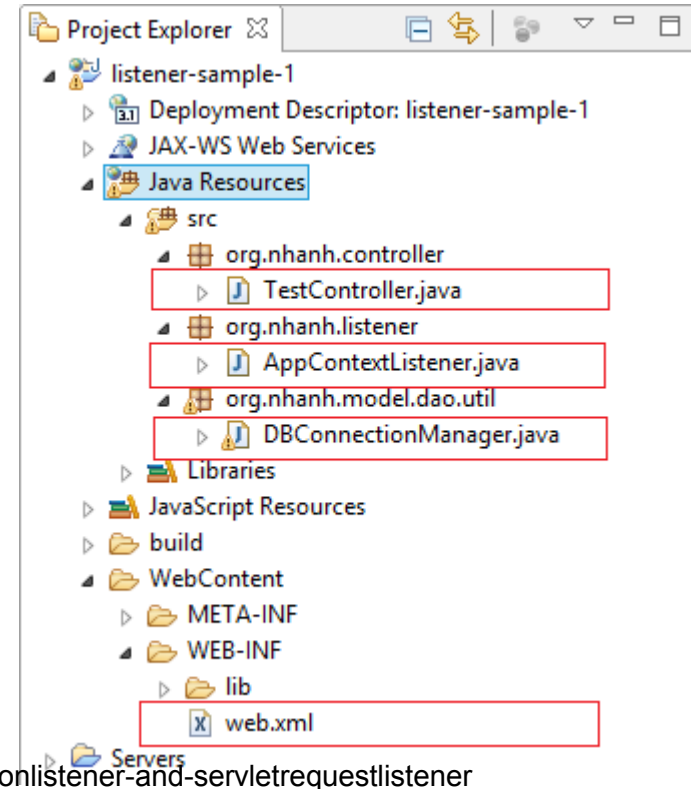 Project Explorer
listener-sample-1
3.1 Deployment Descriptor: listener-sample-1
JAX-WS Web Services
Java Resources
src
org.nhanh.controller
J TestController.java
org.nhanh.listener
J AppContextListener.java
org.nhanh.model.dao.util
J DBConnectionManager.java
Libraries
JavaScript Resources
build
WebContent
META-INF
WEB-INF
lib
X web.xml
Servers
onlistener-and-servletrequestlistener